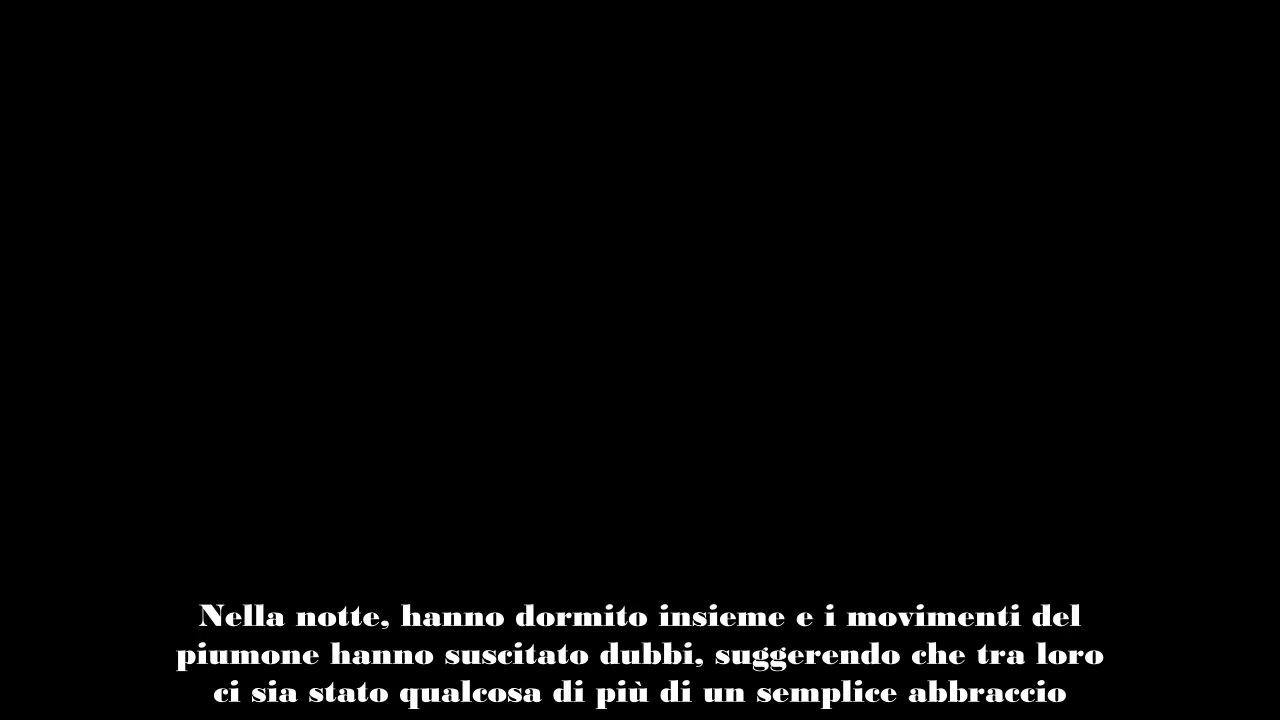 Nella notte, hanno dormito insieme e i movimenti del
piumone hanno suscitato dubbi, suggerendo che tra loro
ci sia stato qualcosa di più di un semplice abbraccio